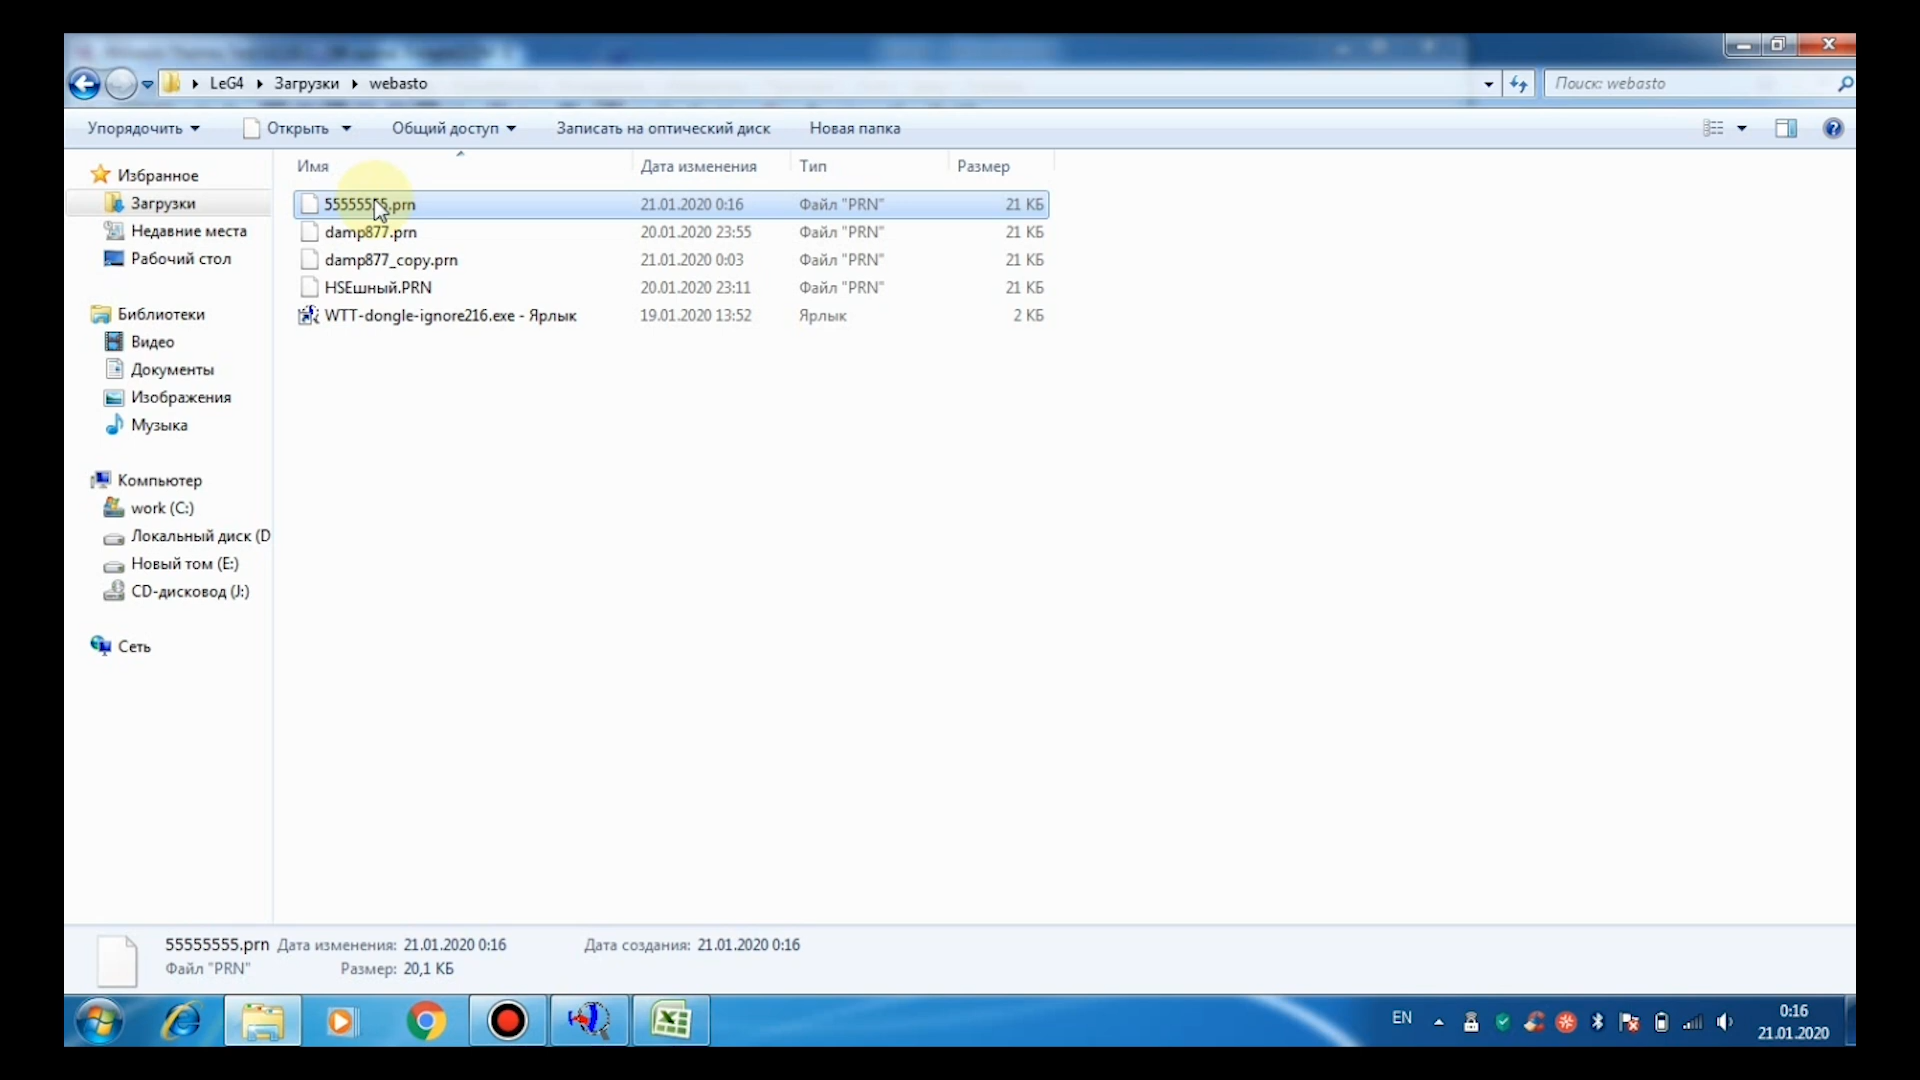 LeG4 Загрузки webasto
Поиск: webasto
Упорядочить Открыть Общий доступ Записать на оптический диск Новая папка
Имя Дата изменения Тип Размер
Избранное
Загрузки
Недавние места
Рабочий стол
Библиотеки
Видео
Документы
Изображения
Музыка
Компьютер
work (C:)
Локальный диск (D
Новый том (E:)
CD-дисковод (J:)
Сеть
55555555.prn 21.01.2020 0:16 Файл "PRN" 21 КБ
damp877.prn 20.01.2020 23:55 Файл "PRN" 21 КБ
damp877_copy.prn 21.01.2020 0:03 Файл "PRN" 21 КБ
HSEшный.PRN 20.01.2020 23:11 Файл "PRN" 21 КБ
WTT-dongle-ignore216.exe - Ярлык 19.01.2020 13:52 Ярлык 2 КБ
55555555.prn Дата изменения: 21.01.2020 0:16 Дата создания: 21.01.2020 0:16
Файл "PRN" Размер: 20,1 КБ
EN
0:16
21.01.2020